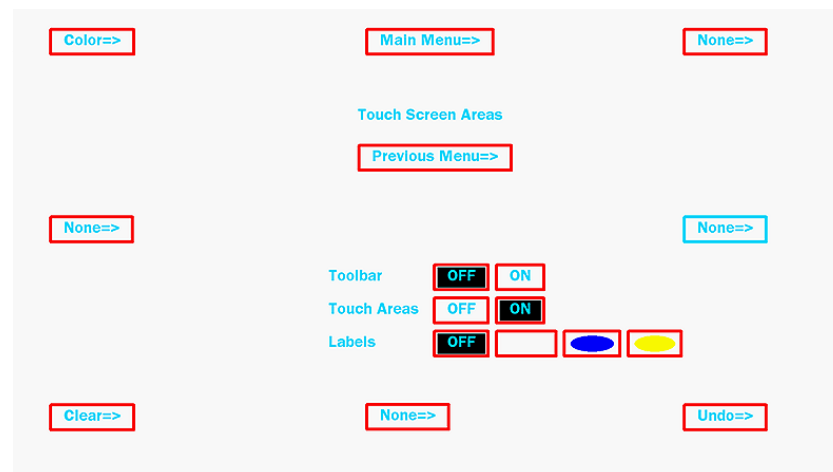 Color=> Main Menu=> None=>
Touch Screen Areas
Previous Menu=>
None=> None=>
Toolbar OFF ON
Touch Areas OFF ON
Labels OFF
Clear=> None=> Undo=>